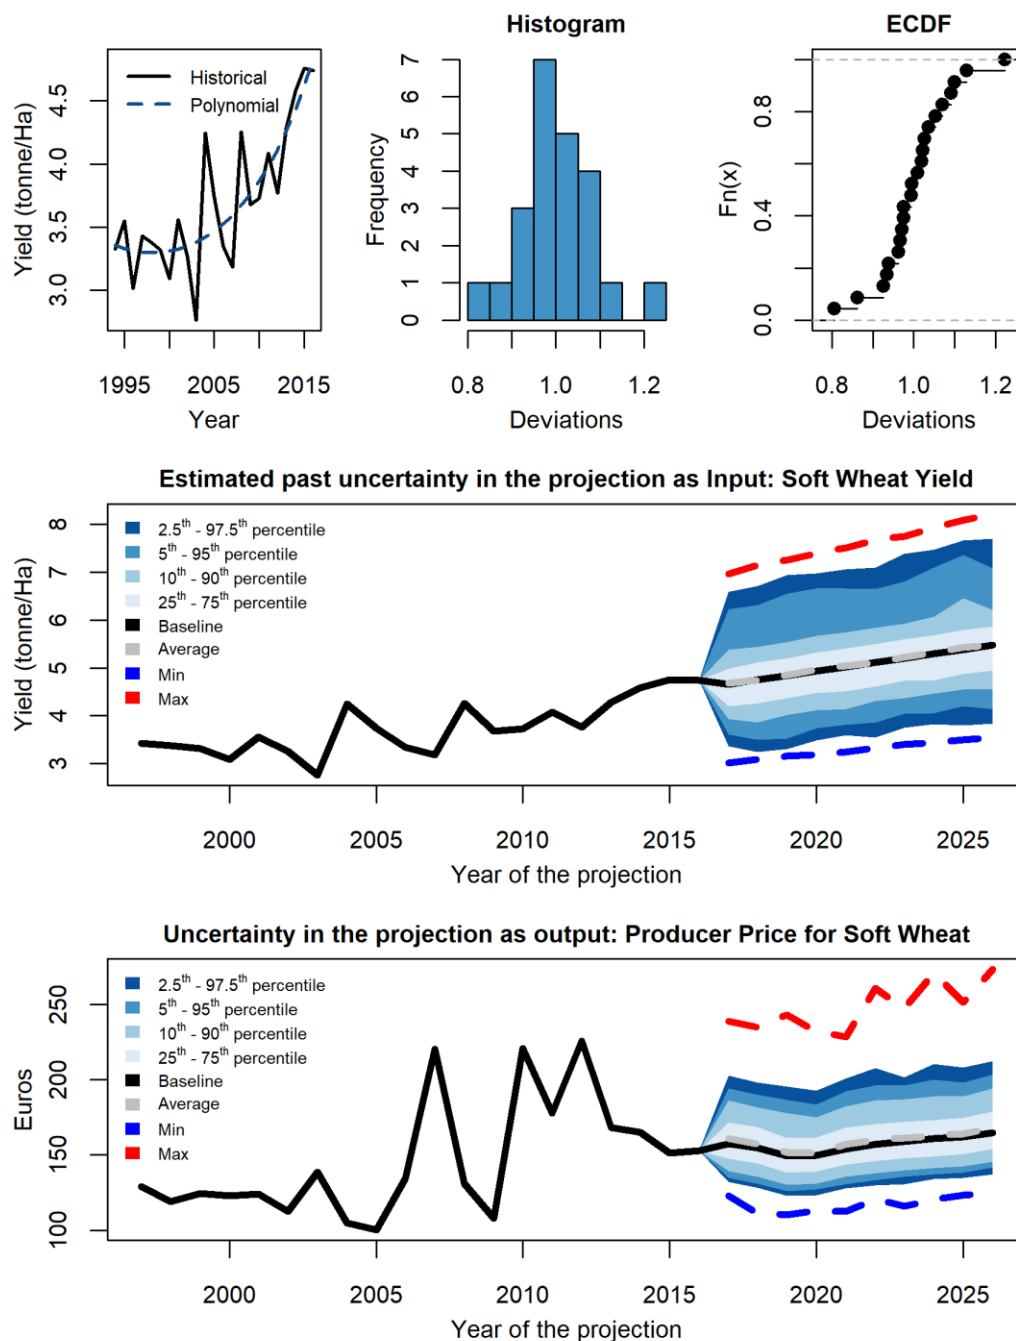 Histogram
ECDF
Historical
Polynomial
Yield (tonne/Ha)
3.0 3.5 4.0 4.5
1995 2005 2015
Year
Frequency
0 1 2 3 4 5 6 7
0.8 1.0 1.2
Deviations
Fn(x)
0.0 0.4 0.8
0.8 1.0 1.2
Deviations
Estimated past uncertainty in the projection as Input: Soft Wheat Yield
2.5th - 97.5th percentile
5th - 95th percentile
10th - 90th percentile
25th - 75th percentile
Baseline
Average
Min
Max
Yield (tonne/Ha)
3 4 5 6 7 8
2000 2005 2010 2015 2020 2025
Year of the projection
Uncertainty in the projection as output: Producer Price for Soft Wheat
2.5th - 97.5th percentile
5th - 95th percentile
10th - 90th percentile
25th - 75th percentile
Baseline
Average
Min
Max
Euros
100 150 200 250
2000 2005 2010 2015 2020 2025
Year of the projection